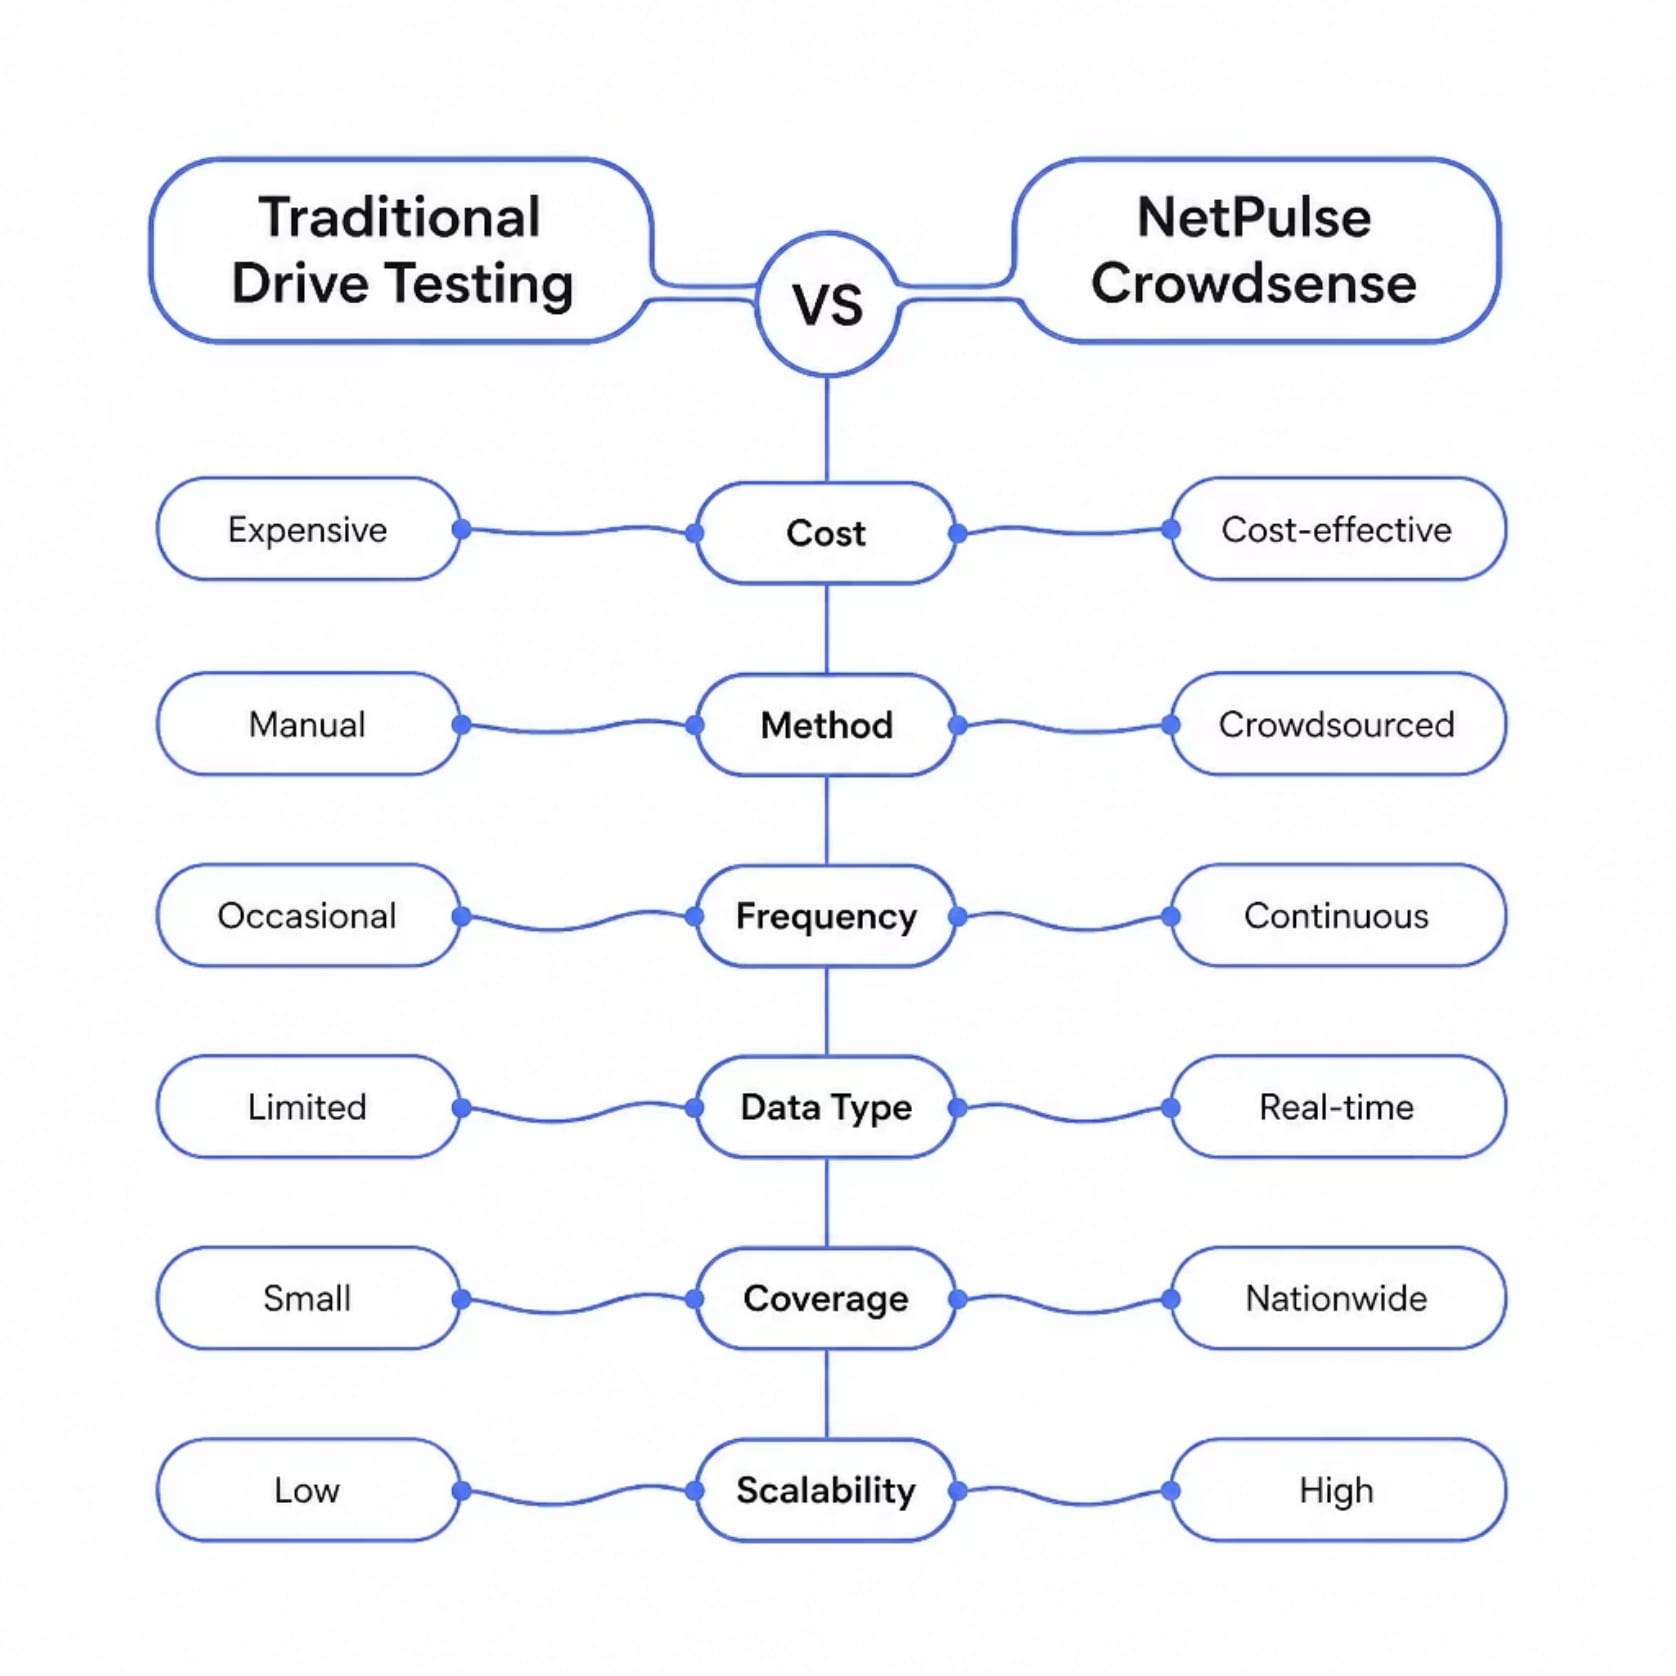 Traditional
Drive Testing
VS
NetPulse
Crowdsense
Expensive
Cost
Cost-effective
Manual
Method
Crowdsourced
Occasional
Frequency
Continuous
Limited
Data Type
Real-time
Small
Coverage
Nationwide
Low
Scalability
High